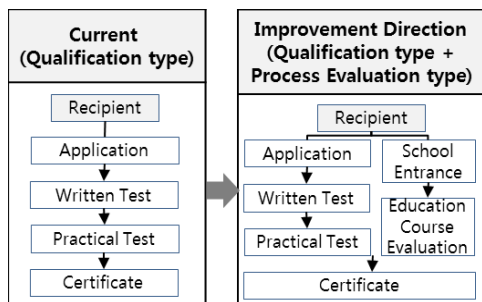 Current
(Qualification type)
Recipient
Application
Written Test
Practical Test
Certificate
Improvement Direction
(Qualification type +
Process Evaluation type)
Recipient
Application
Written Test
Practical Test
School
Entrance
Education
Course
Evaluation
Certificate